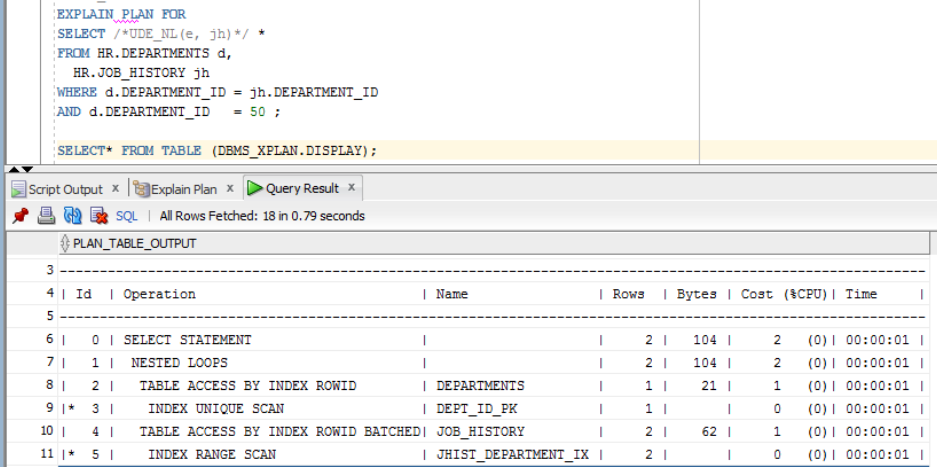 EXPLAIN PLAN FOR
SELECT /*UDE_NL(e, jh)*/ *
FROM HR.DEPARTMENTS d,
HR.JOB_HISTORY jh
WHERE d.DEPARTMENT_ID = jh.DEPARTMENT_ID
AND d.DEPARTMENT_ID = 50 ;
SELECT* FROM TABLE (DBMS_XPLAN.DISPLAY);
Script Output x Explain Plan x Query Result x
SQL | All Rows Fetched: 18 in 0.79 seconds
PLAN_TABLE_OUTPUT
3 ------------------------------------------------------------------------------------------------------------
4 | Id | Operation | Name | Rows | Bytes | Cost (%CPU)| Time |
5 ------------------------------------------------------------------------------------------------------------
6 | 0 | SELECT STATEMENT | | 2 | 104 | 2 (0)| 00:00:01 |
7 | 1 | NESTED LOOPS | | 2 | 104 | 2 (0)| 00:00:01 |
8 | 2 | TABLE ACCESS BY INDEX ROWID | DEPARTMENTS | 1 | 21 | 1 (0)| 00:00:01 |
9 |* 3 | INDEX UNIQUE SCAN | DEPT_ID_PK | 1 | | 0 (0)| 00:00:01 |
10 | 4 | TABLE ACCESS BY INDEX ROWID BATCHED| JOB_HISTORY | 2 | 62 | 1 (0)| 00:00:01 |
11 |* 5 | INDEX RANGE SCAN | JHIST_DEPARTMENT_IX | 2 | | 0 (0)| 00:00:01 |